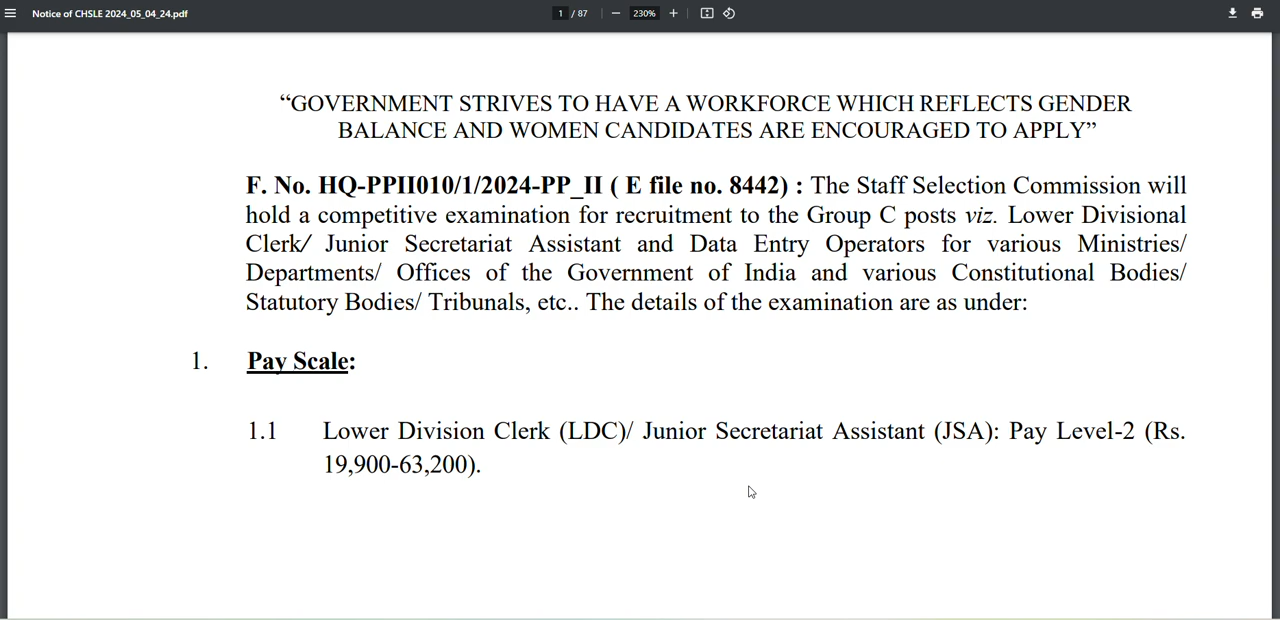 Notice of CHSLE 2024_05_04_24.pdf 1 / 87 230%
“GOVERNMENT STRIVES TO HAVE A WORKFORCE WHICH REFLECTS GENDER
BALANCE AND WOMEN CANDIDATES ARE ENCOURAGED TO APPLY”
F. No. HQ-PPII010/1/2024-PP_II ( E file no. 8442) : The Staff Selection Commission will
hold a competitive examination for recruitment to the Group C posts viz. Lower Divisional
Clerk/ Junior Secretariat Assistant and Data Entry Operators for various Ministries/
Departments/ Offices of the Government of India and various Constitutional Bodies/
Statutory Bodies/ Tribunals, etc.. The details of the examination are as under:
1. Pay Scale:
1.1 Lower Division Clerk (LDC)/ Junior Secretariat Assistant (JSA): Pay Level-2 (Rs.
19,900-63,200).